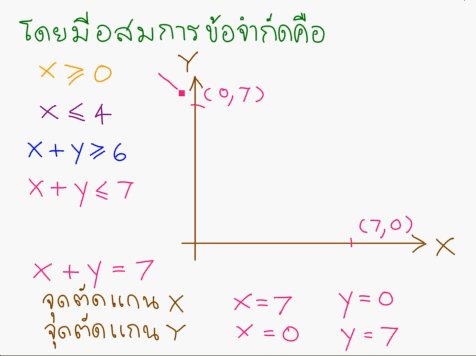 โดยมีอสมการข้อจำกัดคือ
x ≥ 0
x ≤ 4
x + y ≥ 6
x + y ≤ 7
Y
(0,7)
(7,0)
X
x + y = 7
จุดตัดแกน X x = 7 y = 0
จุดตัดแกน Y x = 0 y = 7